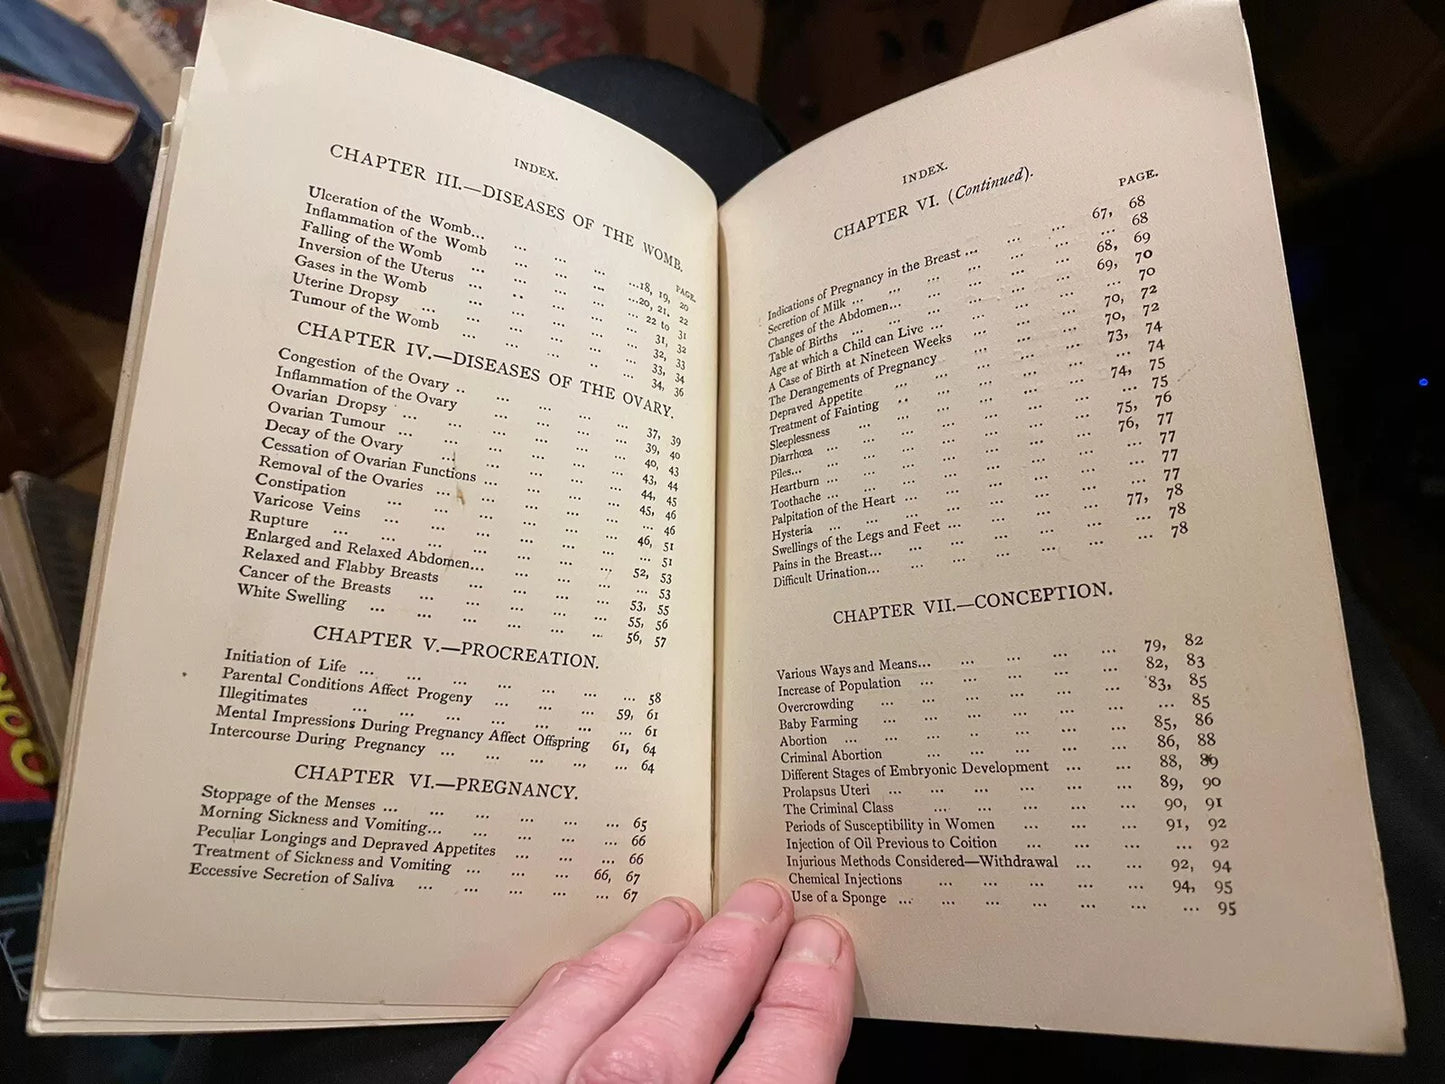 INDEX.
CHAPTER III.—DISEASES OF THE WOMB.
PAGE.
Ulceration of the Womb... ... ... ... ...18, 19, 20
Inflammation of the Womb ... ... ... ...20, 21, 22
Falling of the Womb ... ... ... ... 22 to 31
Inversion of the Uterus ... ... ... ... 31, 32
Gases in the Womb ... ... ... ... 32, 33
Uterine Dropsy ... ... ... ... ... 33, 34
Tumour of the Womb ... ... ... ... 34, 36
CHAPTER IV.—DISEASES OF THE OVARY.
Congestion of the Ovary .. ... ... ... ... 37, 39
Inflammation of the Ovary ... ... ... ... 39, 40
Ovarian Dropsy ... ... ... ... ... 40, 43
Ovarian Tumour ... ... ... ... ... 43, 44
Decay of the Ovary ... ... ... ... ... 44, 45
Cessation of Ovarian Functions ... ... ... ... 45, 46
Removal of the Ovaries ... ... ... ... ... 46
Constipation ... ... ... ... ... 46, 51
Varicose Veins ... ... ... ... ... ... 51
Rupture ... ... ... ... ... ... 52, 53
Enlarged and Relaxed Abdomen... ... ... ... ... 53
Relaxed and Flabby Breasts ... ... ... ... 53, 55
Cancer of the Breasts ... ... ... ... 55, 56
White Swelling ... ... ... ... ... 56, 57
CHAPTER V.—PROCREATION.
Initiation of Life ... ... ... ... ... ... ... 58
Parental Conditions Affect Progeny ... ... ... 59, 61
Illegitimates ... ... ... ... ... ... ... 61
Mental Impressions During Pregnancy Affect Offspring 61, 64
Intercourse During Pregnancy ... ... ... ... ... 64
CHAPTER VI.—PREGNANCY.
Stoppage of the Menses ... ... ... ... ... ... 65
Morning Sickness and Vomiting... ... ... ... ... 66
Peculiar Longings and Depraved Appetites ... ... ... 66
Treatment of Sickness and Vomiting ... ... ... 66, 67
Eccessive Secretion of Saliva ... ... ... ... ... 67
INDEX.
CHAPTER VI. (Continued).
PAGE.
Indications of Pregnancy in the Breast ... ... ... 67, 68
Secretion of Milk ... ... ... ... ... ... 68
Changes of the Abdomen... ... ... ... ... 68, 69
Table of Births ... ... ... ... ... 69, 70
Age at which a Child can Live ... ... ... ... ... 70
A Case of Birth at Nineteen Weeks ... ... ... 70, 72
The Derangements of Pregnancy ... ... ... 70, 72
Depraved Appetite ... ... ... ... ... 73, 74
Treatment of Fainting .. ... ... ... ... ... 74
Sleeplessness ... ... ... ... ... ... 74, 75
Diarrhœa ... ... ... ... ... ... ... 75
Piles... ... ... ... ... ... ... 75, 76
Heartburn ... ... ... ... ... ... 76, 77
Toothache ... ... ... ... ... ... ... 77
Palpitation of the Heart ... ... ... ... ... 77
Hysteria ... ... ... ... ... ... ... 77
Swellings of the Legs and Feet ... ... ... ... 77, 78
Pains in the Breast... ... ... ... ... ... 78
Difficult Urination... ... ... ... ... ... 78
CHAPTER VII.—CONCEPTION.
Various Ways and Means... ... ... ... ... 79, 82
Increase of Population ... ... ... ... ... 82, 83
Overcrowding ... ... ... ... ... ... 83, 85
Baby Farming ... ... ... ... ... ... 85
Abortion ... ... .. ... ... ... ... 85, 86
Criminal Abortion ... ... ... ... ... 86, 88
Different Stages of Embryonic Development ... ... 88, 89
Prolapsus Uteri ... ... ... ... ... ... 89, 90
The Criminal Class ... ... ... ... ... 90, 91
Periods of Susceptibility in Women ... ... ... 91, 92
Injection of Oil Previous to Coition ... ... ... ... 92
Injurious Methods Considered—Withdrawal ... ... 92, 94
Chemical Injections ... ... ... ... ... 94, 95
Use of a Sponge ... ... ... ... ... ... ... 95